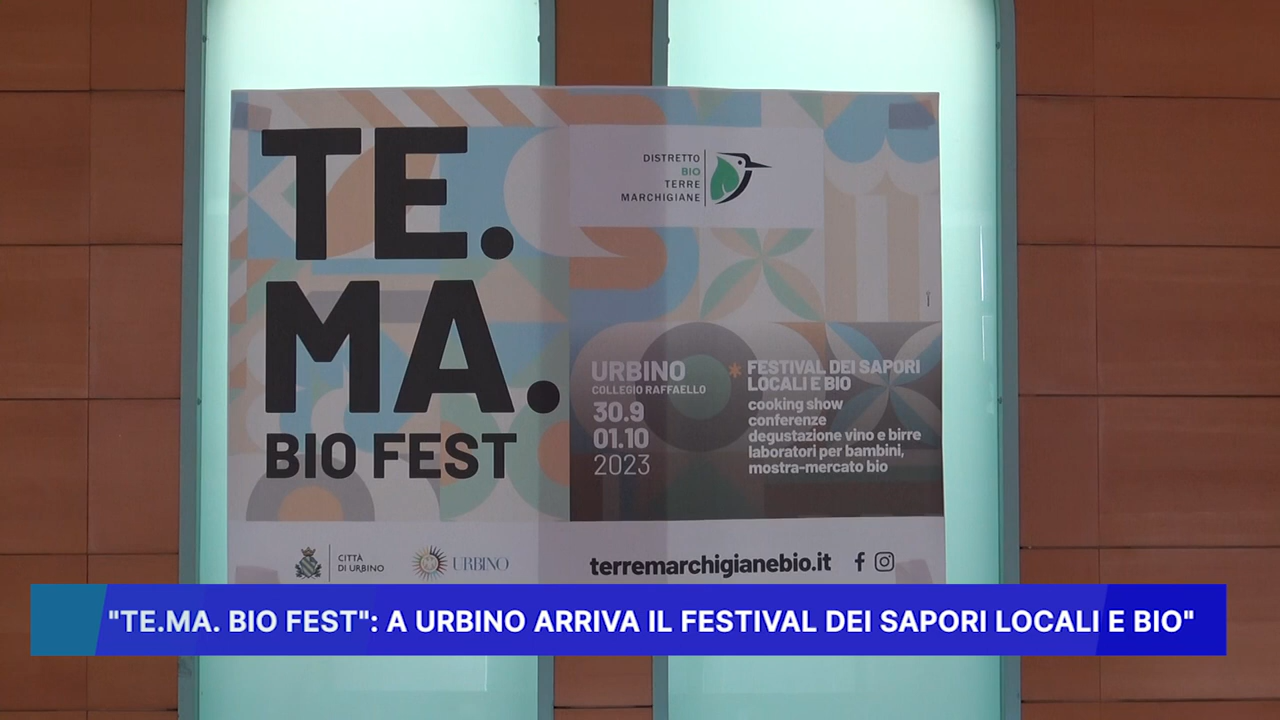 TE.
MA.
BIO FEST
DISTRETTO
BIO
TERRE
MARCHIGIANE
URBINO
COLLEGIO RAFFAELLO
30.9
01.10
2023
* FESTIVAL DEI SAPORI
LOCALI E BIO
cooking show
conferenze
degustazione vino e birre
laboratori per bambini,
mostra-mercato bio
CITTÀ
DI URBINO
URBINO
terremarchigianebio.it
"TE.MA. BIO FEST": A URBINO ARRIVA IL FESTIVAL DEI SAPORI LOCALI E BIO"